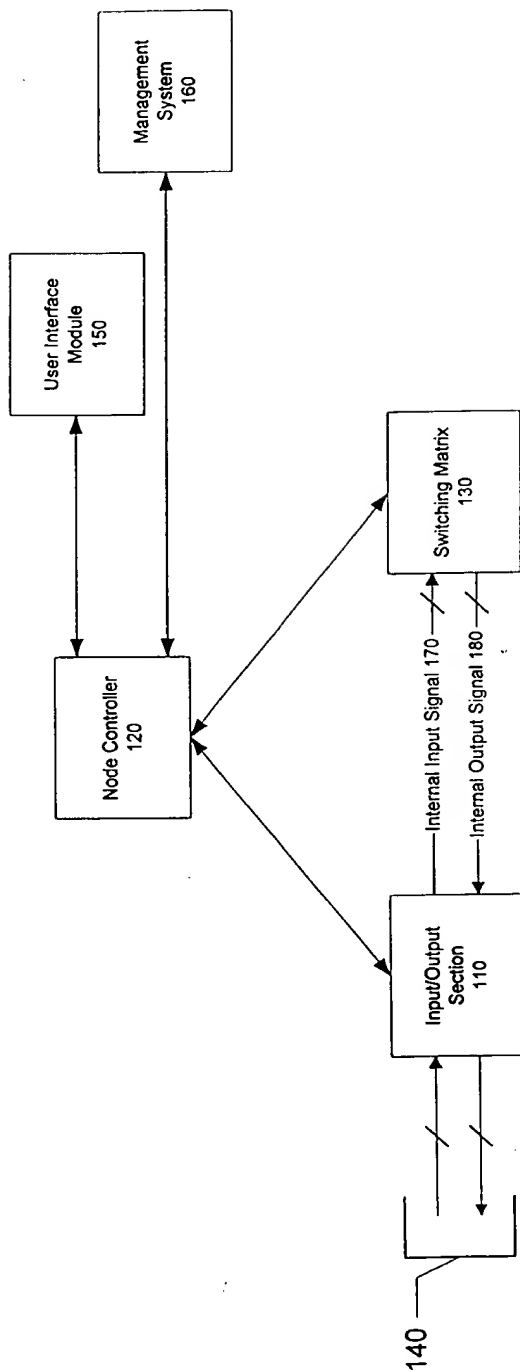 Management
System
160
User Interface
Module
150
Node Controller
120
Switching Matrix
130
Internal Input Signal 170
Internal Output Signal 180
Input/Output
Section
110
140